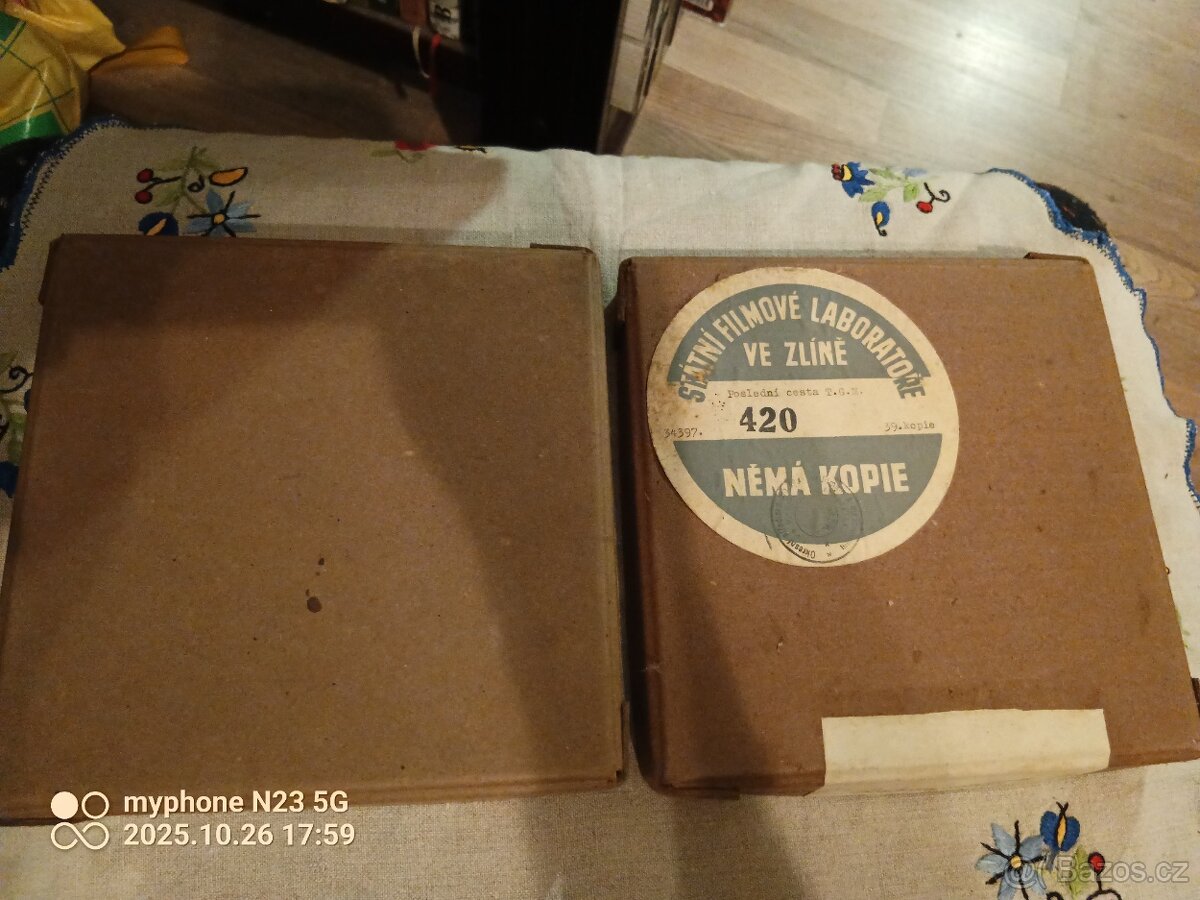 STÁTNÍ FILMOVÉ LABORATOŘE
VE ZLÍNĚ
Poslední cesta T.G.M.
34397.
420
39.kopie
NĚMÁ KOPIE
myphone N23 5G
2025.10.26 17:59
Bazos.cz